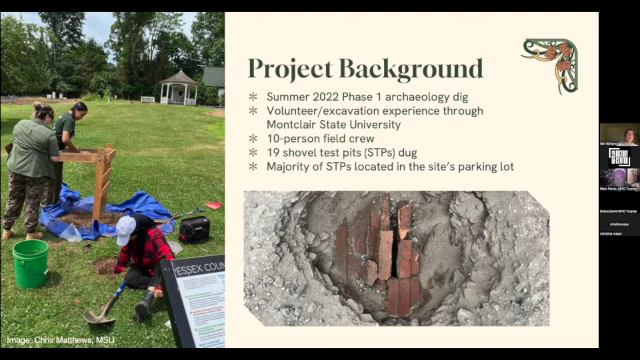 Project Background
Summer 2022 Phase 1 archaeology dig
Volunteer/excavation experience through
Montclair State University
10-person field crew
19 shovel test pits (STPs) dug
Majority of STPs located in the site's parking lot
ESSEX COUN
Image: Chris Matthews, MSU